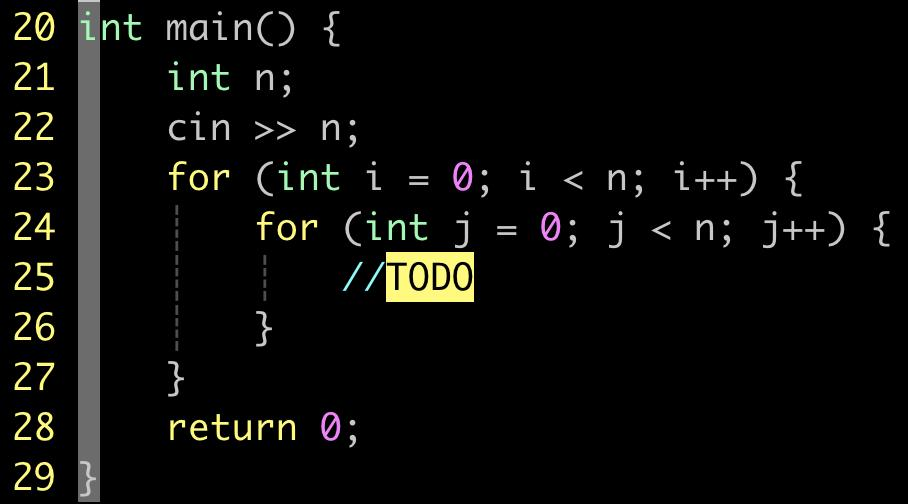 20 int main() {
21     int n;
22     cin >> n;
23     for (int i = 0; i < n; i++) {
24         for (int j = 0; j < n; j++) {
25             //TODO
26         }
27     }
28     return 0;
29 }